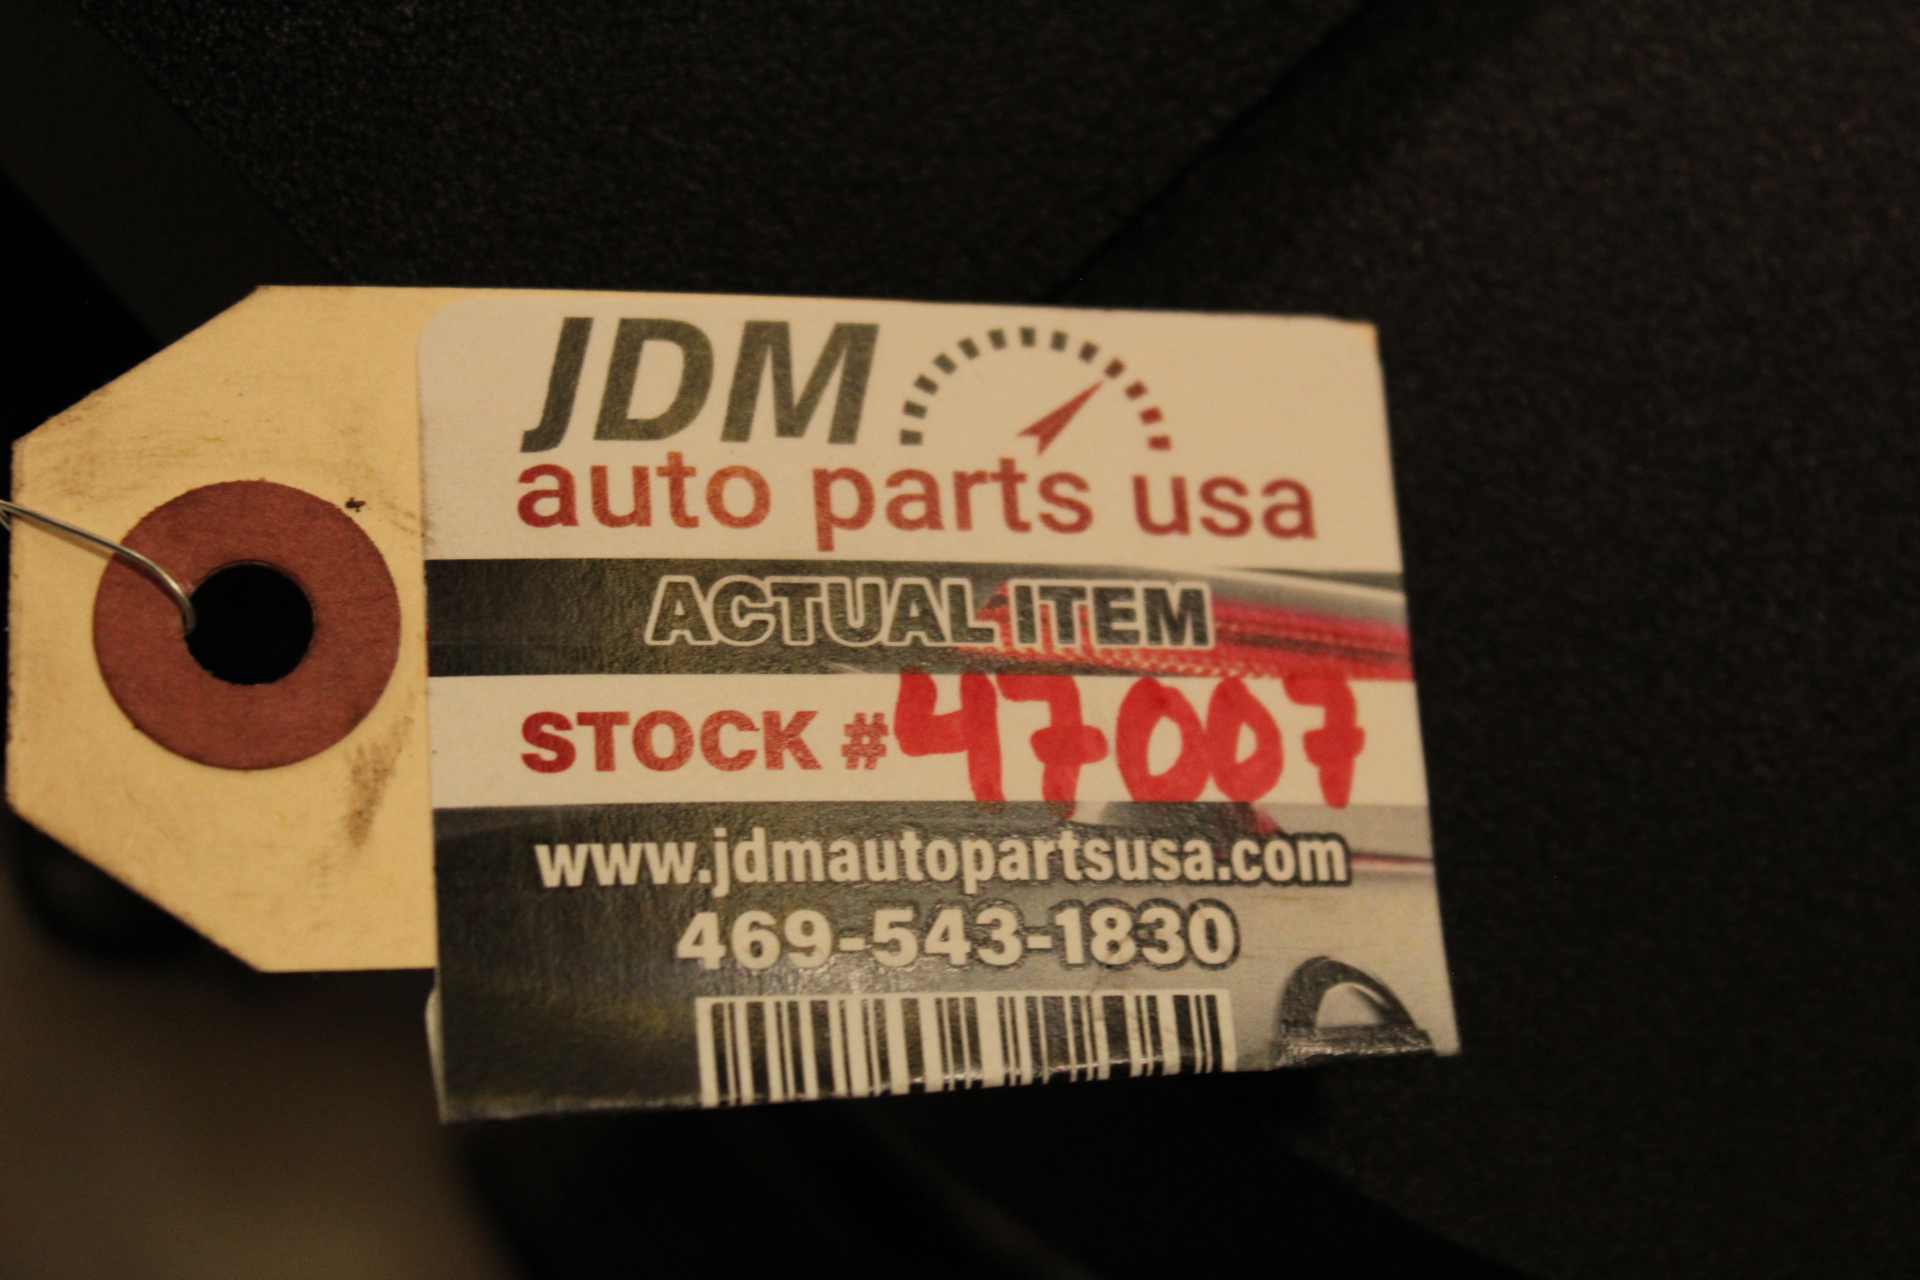 JDM
auto parts usa
ACTUAL ITEM
STOCK #47007
www.jdmautopartsusa.com
469-543-1830